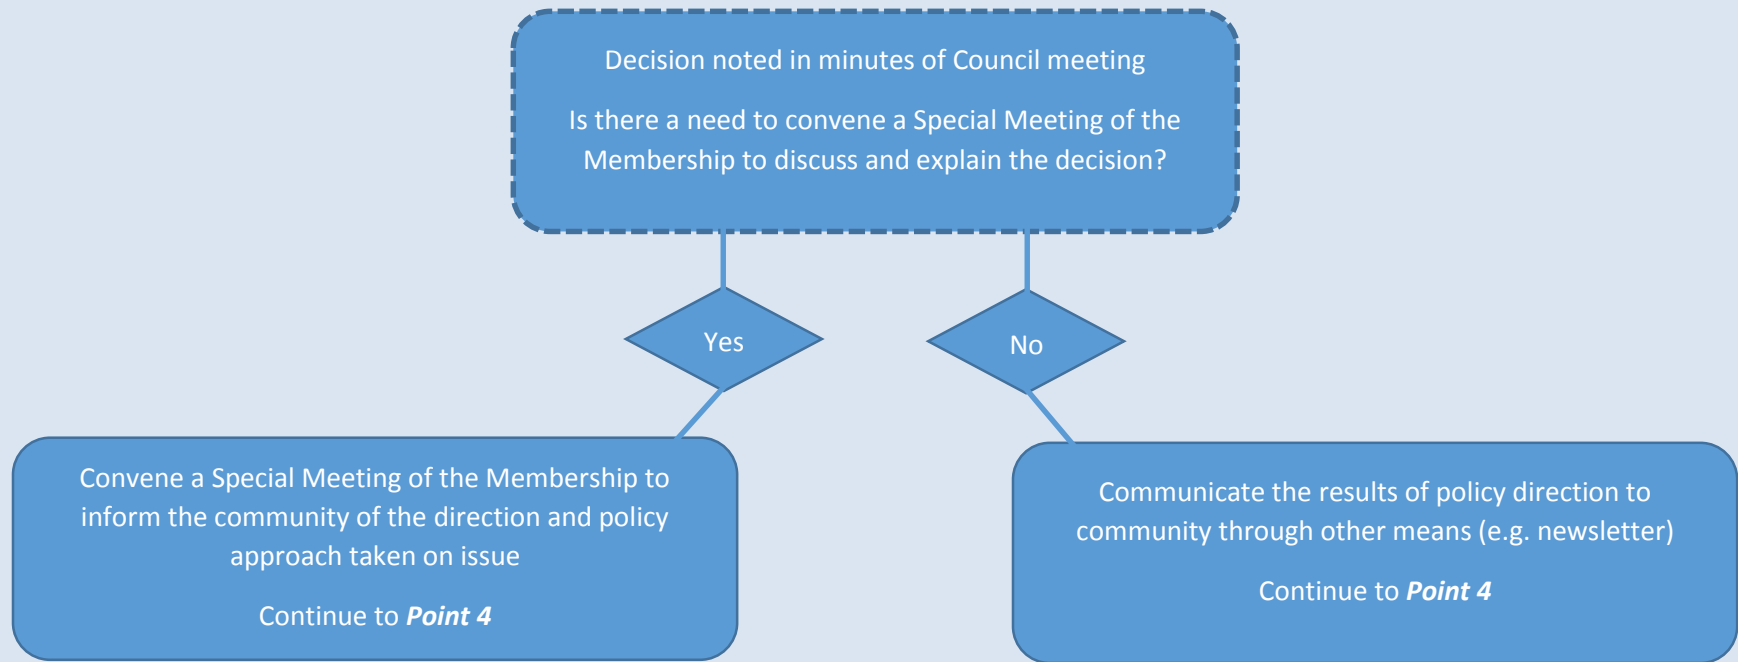 Decision noted in minutes of Council meeting
Is there a need to convene a Special Meeting of the
Membership to discuss and explain the decision?
Yes
No
Convene a Special Meeting of the Membership to
inform the community of the direction and policy
approach taken on issue
Continue to Point 4
Communicate the results of policy direction to
community through other means (e.g. newsletter)
Continue to Point 4